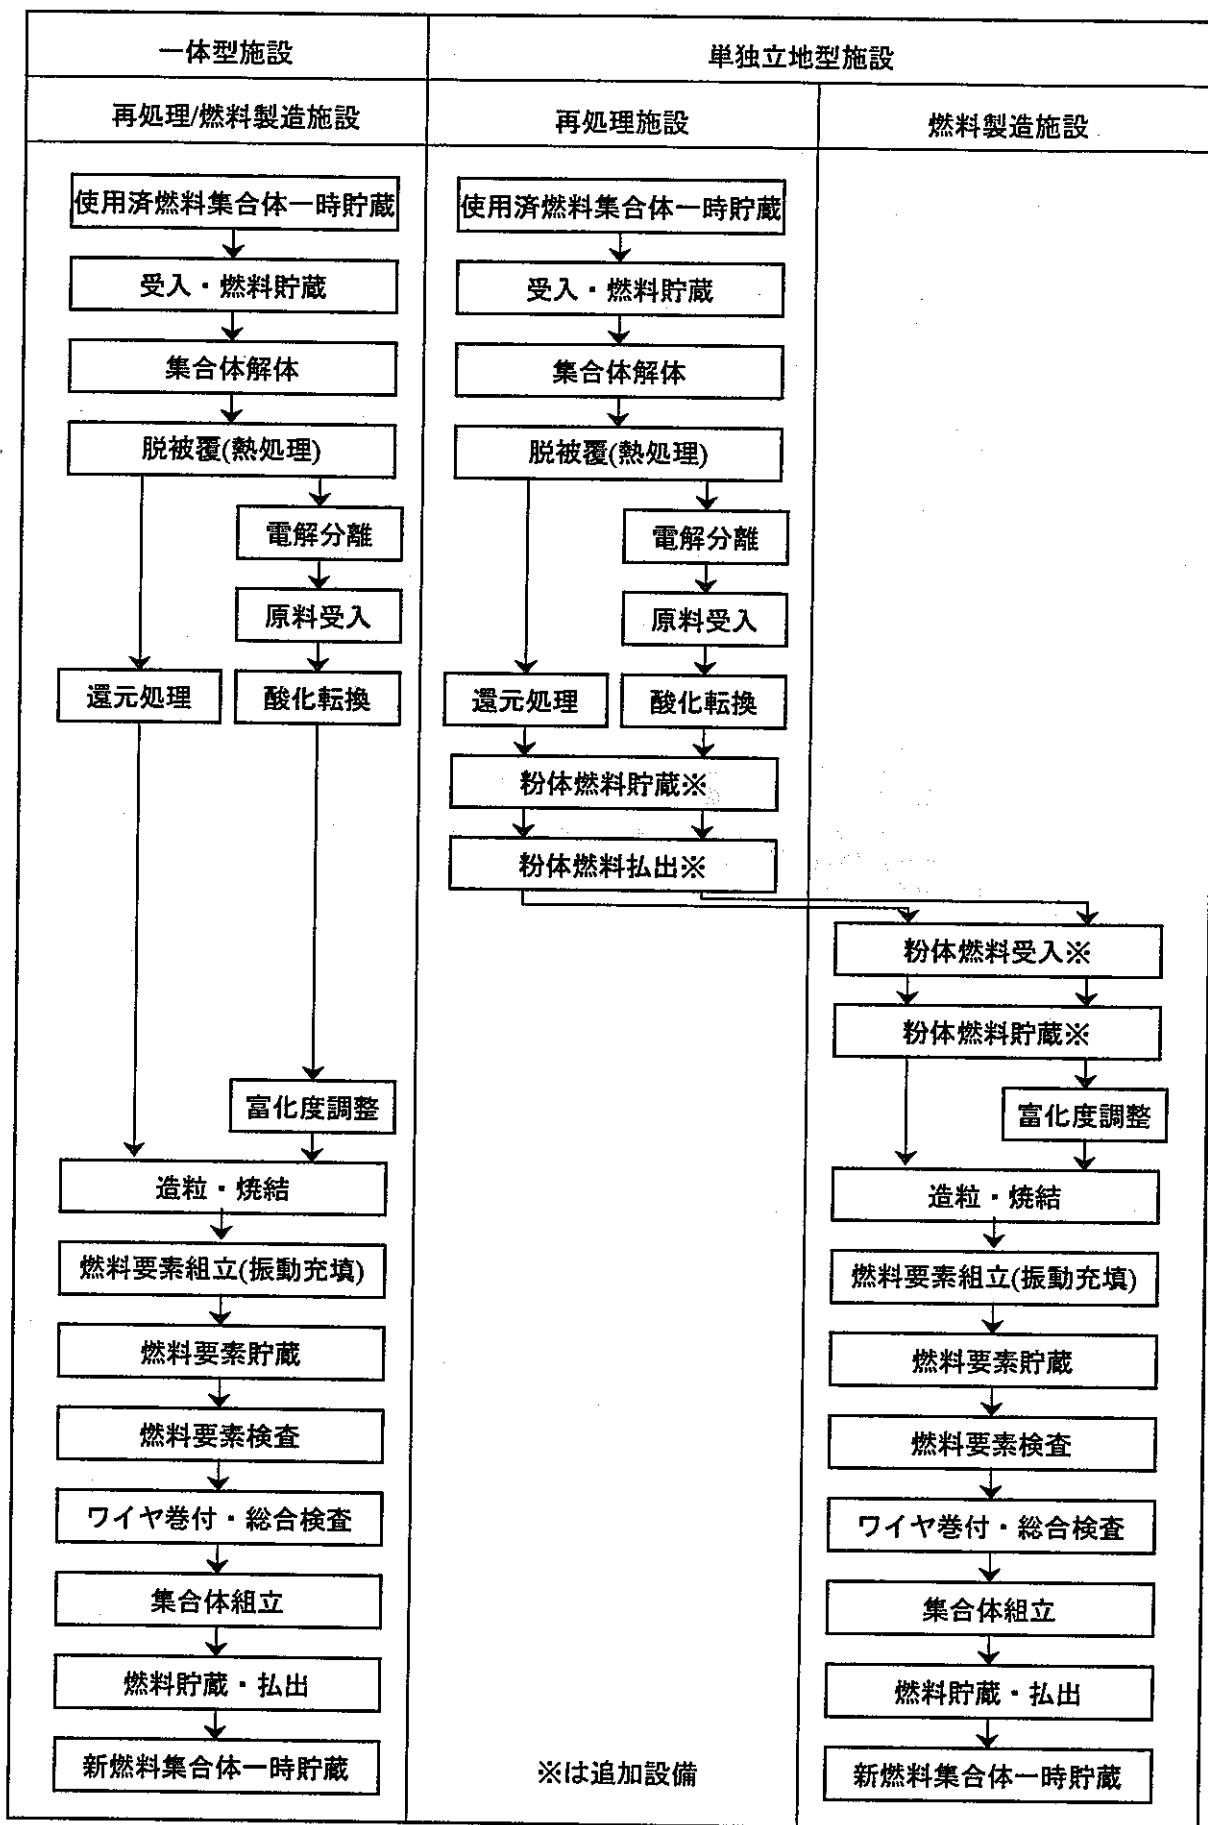 一体型施設
単独立地型施設
再処理/燃料製造施設
再処理施設
燃料製造施設
使用済燃料集合体一時貯蔵
受入・燃料貯蔵
集合体解体
脱被覆(熱処理)
電解分離
原料受入
還元処理
酸化転換
富化度調整
造粒・焼結
燃料要素組立(振動充填)
燃料要素貯蔵
燃料要素検査
ワイヤ巻付・総合検査
集合体組立
燃料貯蔵・払出
新燃料集合体一時貯蔵
使用済燃料集合体一時貯蔵
受入・燃料貯蔵
集合体解体
脱被覆(熱処理)
電解分離
原料受入
還元処理
酸化転換
粉体燃料貯蔵※
粉体燃料払出※
※は追加設備
粉体燃料受入※
粉体燃料貯蔵※
富化度調整
造粒・焼結
燃料要素組立(振動充填)
燃料要素貯蔵
燃料要素検査
ワイヤ巻付・総合検査
集合体組立
燃料貯蔵・払出
新燃料集合体一時貯蔵